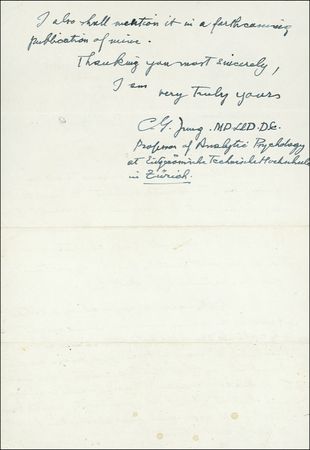 I also shall mention it in a forthcoming
publication of mine.
Thanking you most sincerely,
I am
very truly yours
C. G. Jung. MD. LLD. DSc.
Professor of Analytic Psychology
at Eidgenössische Technische Hochschule
in Zürich.